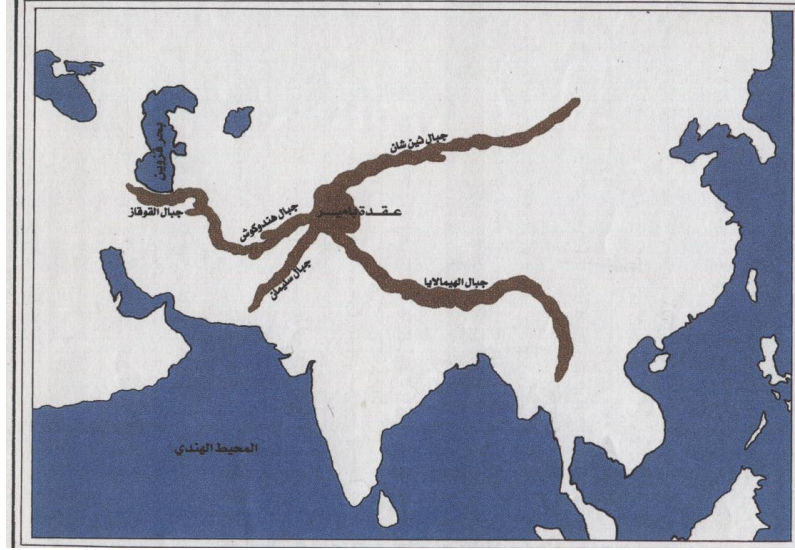 بحر قزوين
جبال تين شان
عقدة بامير
جبال القوقاز
جبال هندوكوش
جبال سليمان
جبال الهيمالايا
المحيط الهندي